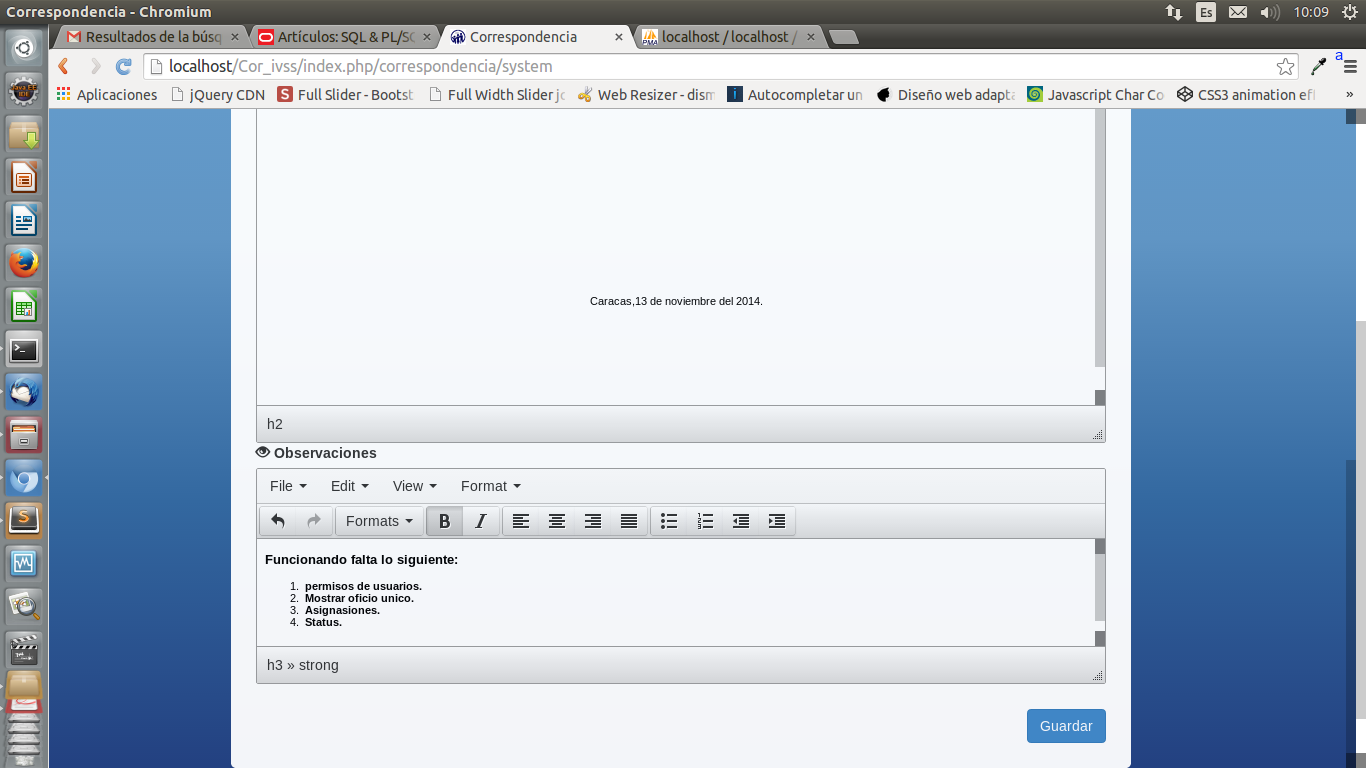 Correspondencia - Chromium
Es
10:09
Resultados de la búsq
Artículos: SQL & PL/SQ
Correspondencia
localhost / localhost /
localhost/Cor_ivss/index.php/correspondencia/system
a
Aplicaciones
jQuery CDN
Full Slider - Bootst
Full Width Slider jq
Web Resizer - dism
Autocompletar un
Diseño web adapta
Javascript Char Co
CSS3 animation eff
»
Caracas,13 de noviembre del 2014.
h2
Observaciones
File
Edit
View
Format
Formats
B
I
Funcionando falta lo siguiente:
1. permisos de usuarios.
2. Mostrar oficio unico.
3. Asignasiones.
4. Status.
h3 » strong
Guardar